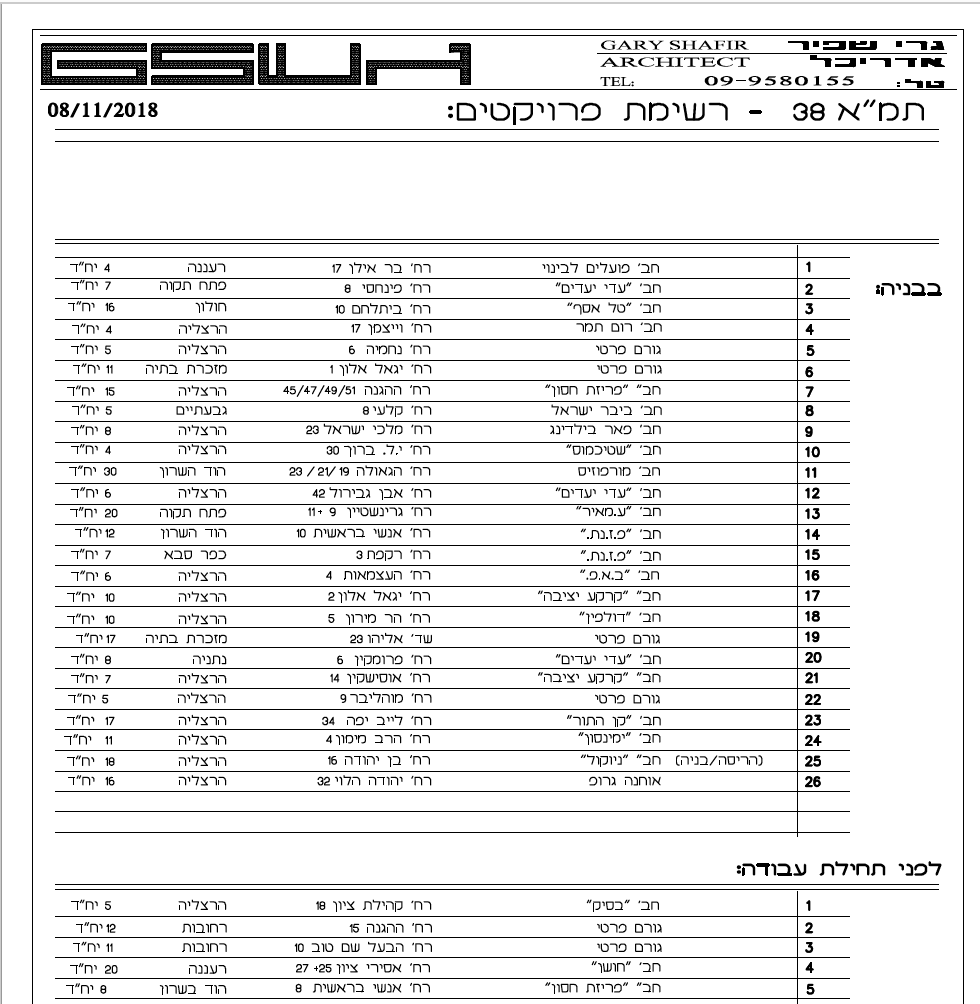 GSUH
GARY SHAFIR גרי שפיר
ARCHITECT אדריכל
TEL: 09-9580155 טל:
08/11/2018 תמ"א 38 - רשימת פרויקטים:
בבניה:
1 חב' פועלים לבינוי רח' בר אילן 17 רעננה 4 יח"ד
2 חב' "עדי יעדים" רח' פינחסי 8 פתח תקוה 7 יח"ד
3 חב' "טל אסף" רח' ביתלחם 10 חולון 16 יח"ד
4 חב' רום תמר רח' וייצמן 17 הרצליה 4 יח"ד
5 גורם פרטי רח' נחמיה 6 הרצליה 5 יח"ד
6 גורם פרטי רח' יגאל אלון 1 מזכרת בתיה 11 יח"ד
7 חב" "פריזת חסון" רח' ההגנה 45/47/49/51 הרצליה 15 יח"ד
8 חב' ביבר ישראל רח' קלעי 8 גבעתיים 5 יח"ד
9 חב' פאר בילדינג רח' מלכי ישראל 23 הרצליה 8 יח"ד
10 חב' "שטיכמוס" רח' י.ל. ברוך 30 הרצליה 4 יח"ד
11 חב' מורפוזיס רח' הגאולה 19/21/23 הוד השרון 30 יח"ד
12 חב' "עדי יעדים" רח' אבן גבירול 42 הרצליה 6 יח"ד
13 חב' "ע.מאיר" רח' גרינשטיין 9 +11 פתח תקוה 20 יח"ד
14 חב' "פ.ז.נת." רח' אנשי בראשית 10 הוד השרון 12 יח"ד
15 חב' "פ.ז.נת." רח' רקפת 3 כפר סבא 7 יח"ד
16 חב' "ב.א.פ." רח' העצמאות 4 הרצליה 6 יח"ד
17 חב" "קרקע יציבה" רח' יגאל אלון 2 הרצליה 10 יח"ד
18 חב' "דולפין" רח' הר מירון 5 הרצליה 10 יח"ד
19 גורם פרטי שד' אליהו 23 מזכרת בתיה 17 יח"ד
20 חב' "עדי יעדים" רח' פרומקין 6 נתניה 8 יח"ד
21 חב" "קרקע יציבה" רח' אוסישקין 14 הרצליה 7 יח"ד
22 גורם פרטי רח' מוהליבר 9 הרצליה 5 יח"ד
23 חב' "קן התור" רח' לייב יפה 34 הרצליה 17 יח"ד
24 חב' "ימינסון" רח' הרב מימון 4 הרצליה 11 יח"ד
25 (הריסה/בניה) חב" "ניוקול" רח' בן יהודה 16 הרצליה 18 יח"ד
26 אוחנה גרופ רח' יהודה הלוי 32 הרצליה 16 יח"ד
לפני תחילת עבודה:
1 חב' "בסיק" רח' קהילת ציון 18 הרצליה 5 יח"ד
2 גורם פרטי רח' ההגנה 15 רחובות 12 יח"ד
3 גורם פרטי רח' הבעל שם טוב 10 רחובות 11 יח"ד
4 חב' "חושן" רח' אסירי ציון 25+ 27 רעננה 20 יח"ד
5 חב" "פריזת חסון" רח' אנשי בראשית 8 הוד בשרון 8 יח"ד